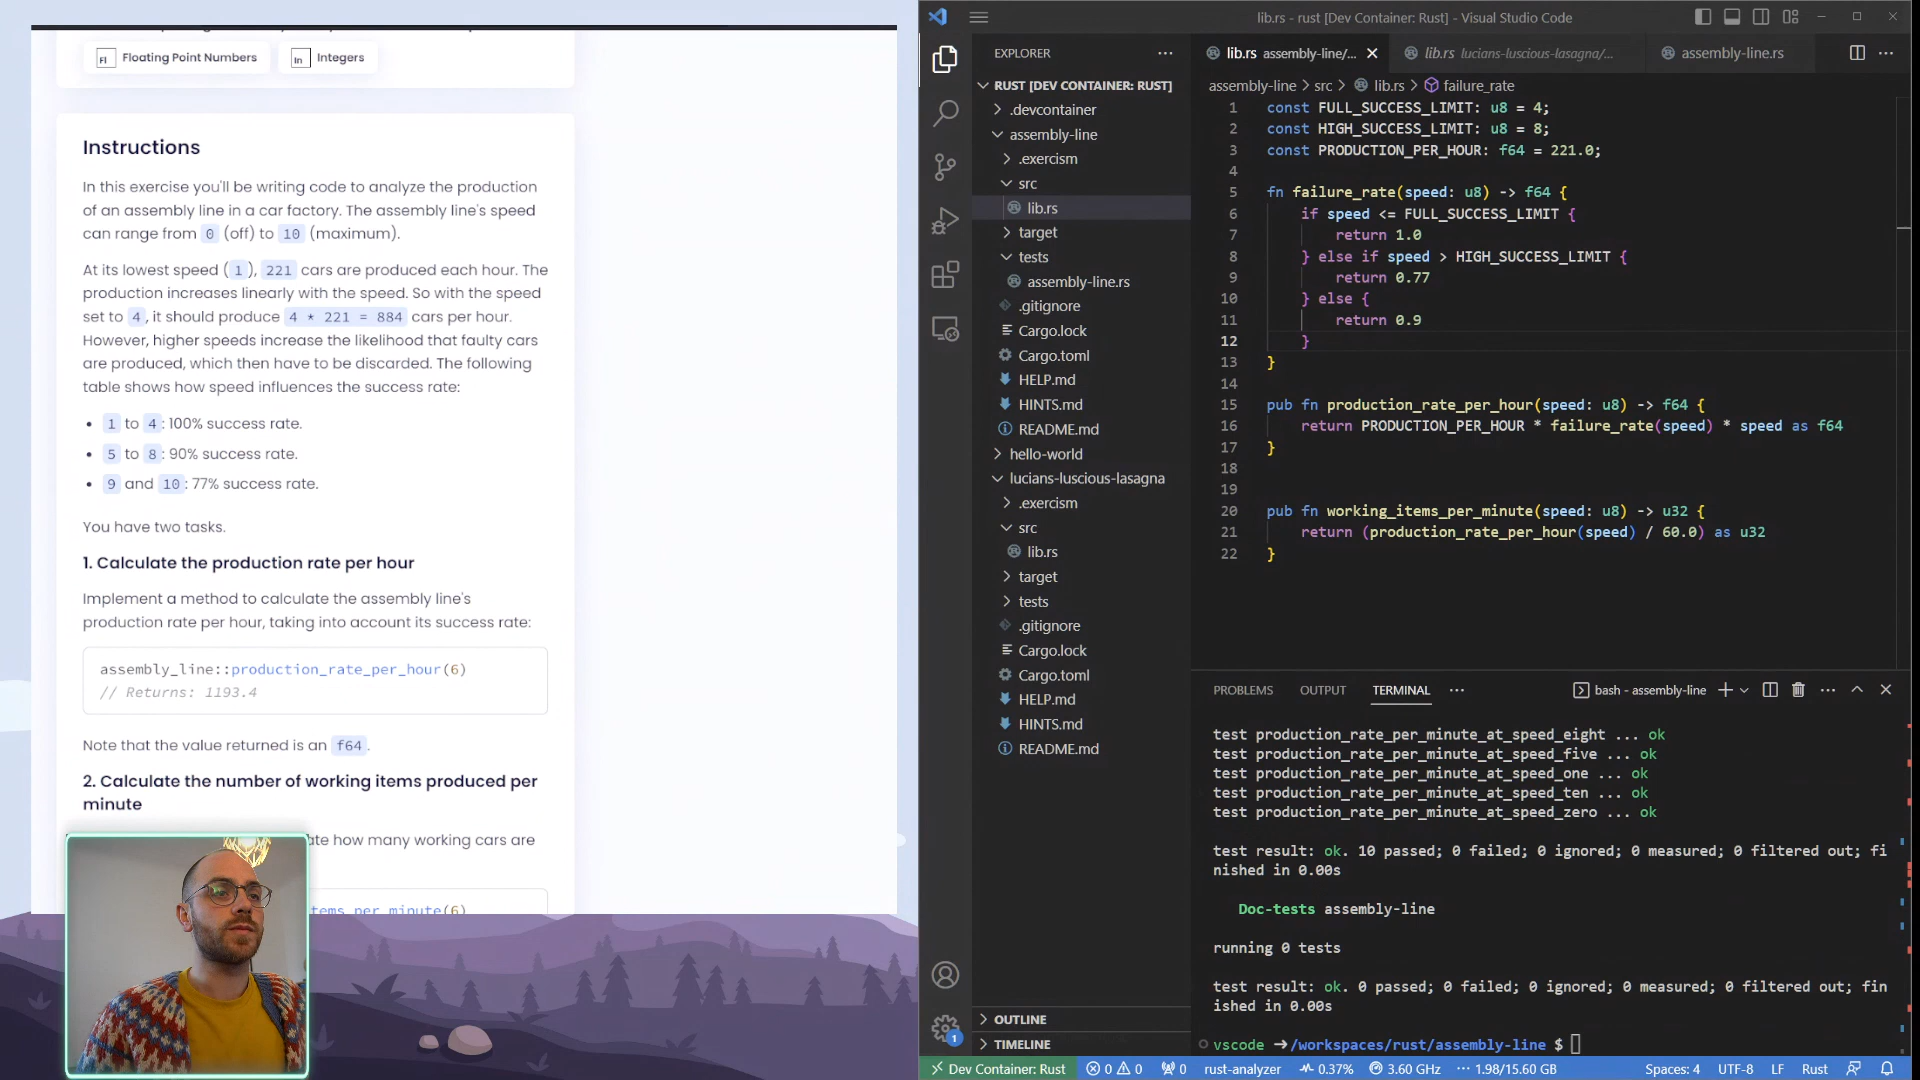 Floating Point Numbers
Integers
Instructions
In this exercise you'll be writing code to analyze the production
of an assembly line in a car factory. The assembly line's speed
can range from 0 (off) to 10 (maximum).
At its lowest speed (1), 221 cars are produced each hour. The
production increases linearly with the speed. So with the speed
set to 4, it should produce 4 * 221 = 884 cars per hour.
However, higher speeds increase the likelihood that faulty cars
are produced, which then have to be discarded. The following
table shows how speed influences the success rate:
• 1 to 4: 100% success rate.
• 5 to 8: 90% success rate.
• 9 and 10: 77% success rate.
You have two tasks.
1. Calculate the production rate per hour
Implement a method to calculate the assembly line's
production rate per hour, taking into account its success rate:
assembly_line::production_rate_per_hour(6)
// Returns: 1193.4
Note that the value returned is an f64.
2. Calculate the number of working items produced per
minute
how many working cars are
items_per_minute(6)
lib.rs - rust [Dev Container: Rust] - Visual Studio Code
EXPLORER
RUST [DEV CONTAINER: RUST]
.devcontainer
assembly-line
.exercism
src
lib.rs
target
tests
assembly-line.rs
.gitignore
Cargo.lock
Cargo.toml
HELP.md
HINTS.md
README.md
hello-world
lucians-luscious-lasagna
.exercism
src
lib.rs
target
tests
.gitignore
Cargo.lock
Cargo.toml
HELP.md
HINTS.md
README.md
OUTLINE
TIMELINE
lib.rs assembly-line/...
lib.rs lucians-luscious-lasagna/...
assembly-line.rs
assembly-line > src > lib.rs > failure_rate
1 const FULL_SUCCESS_LIMIT: u8 = 4;
2 const HIGH_SUCCESS_LIMIT: u8 = 8;
3 const PRODUCTION_PER_HOUR: f64 = 221.0;
4
5 fn failure_rate(speed: u8) -> f64 {
6 if speed <= FULL_SUCCESS_LIMIT {
7 return 1.0
8 } else if speed > HIGH_SUCCESS_LIMIT {
9 return 0.77
10 } else {
11 return 0.9
12 }
13 }
14
15 pub fn production_rate_per_hour(speed: u8) -> f64 {
16 return PRODUCTION_PER_HOUR * failure_rate(speed) * speed as f64
17 }
18
19
20 pub fn working_items_per_minute(speed: u8) -> u32 {
21 return (production_rate_per_hour(speed) / 60.0) as u32
22 }
PROBLEMS OUTPUT TERMINAL
bash - assembly-line
test production_rate_per_minute_at_speed_eight ... ok
test production_rate_per_minute_at_speed_five ... ok
test production_rate_per_minute_at_speed_one ... ok
test production_rate_per_minute_at_speed_ten ... ok
test production_rate_per_minute_at_speed_zero ... ok
test result: ok. 10 passed; 0 failed; 0 ignored; 0 measured; 0 filtered out; fi
nished in 0.00s
Doc-tests assembly-line
running 0 tests
test result: ok. 0 passed; 0 failed; 0 ignored; 0 measured; 0 filtered out; fin
ished in 0.00s
vscode ➜/workspaces/rust/assembly-line $
Dev Container: Rust 0 0 0 rust-analyzer 0.37% 3.60 GHz 1.98/15.60 GB Spaces: 4 UTF-8 LF Rust